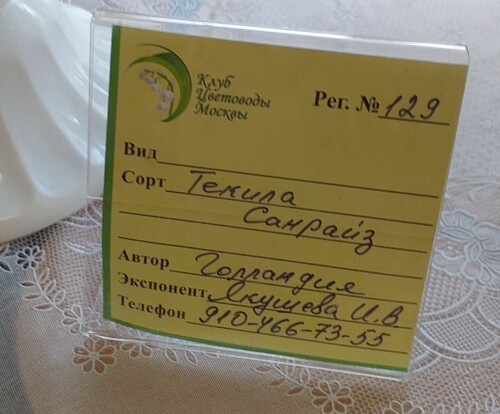 Клуб
Цветоводы
Москвы
Рег. № 129
Вид
Сорт Текила
Санрайз
Автор Голландия
Экспонент Якушева И.В
Телефон 910-466-73-55